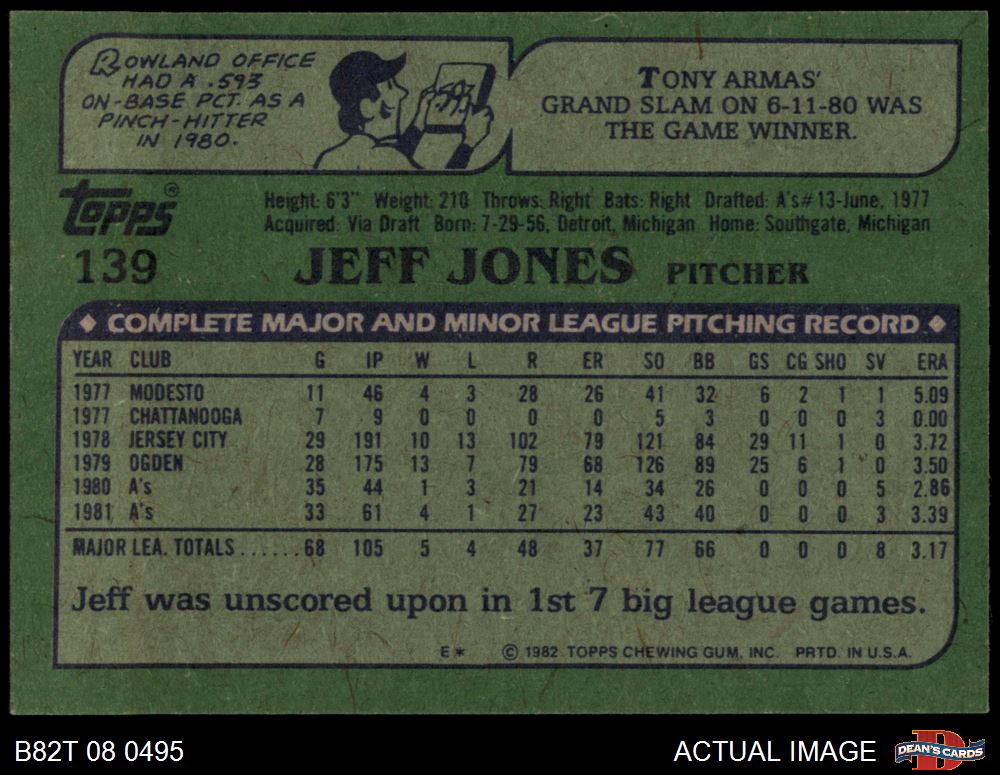 ROWLAND OFFICE
HAD A .593
ON-BASE PCT. AS A
PINCH-HITTER
IN 1980.
.593
TONY ARMAS'
GRAND SLAM ON 6-11-80 WAS
THE GAME WINNER.
Topps®
139
Height: 6'3" Weight: 210 Throws: Right Bats: Right Drafted: A's#13-June, 1977
Acquired: Via Draft Born: 7-29-56, Detroit, Michigan Home: Southgate, Michigan
JEFF JONES PITCHER
◆ COMPLETE MAJOR AND MINOR LEAGUE PITCHING RECORD ◆
YEAR CLUB G IP W L R ER SO BB GS CG SHO SV ERA
1977 MODESTO 11 46 4 3 28 26 41 32 6 2 1 1 5.09
1977 CHATTANOOGA 7 9 0 0 0 0 5 3 0 0 0 3 0.00
1978 JERSEY CITY 29 191 10 13 102 79 121 84 29 11 1 0 3.72
1979 OGDEN 28 175 13 7 79 68 126 89 25 6 1 0 3.50
1980 A's 35 44 1 3 21 14 34 26 0 0 0 5 2.86
1981 A's 33 61 4 1 27 23 43 40 0 0 0 3 3.39
MAJOR LEA. TOTALS......68 105 5 4 48 37 77 66 0 0 0 8 3.17
Jeff was unscored upon in 1st 7 big league games.
E* © 1982 TOPPS CHEWING GUM, INC. PRTD. IN U.S.A.
B82T 08 0495
ACTUAL IMAGE
D
DEAN'S CARDS